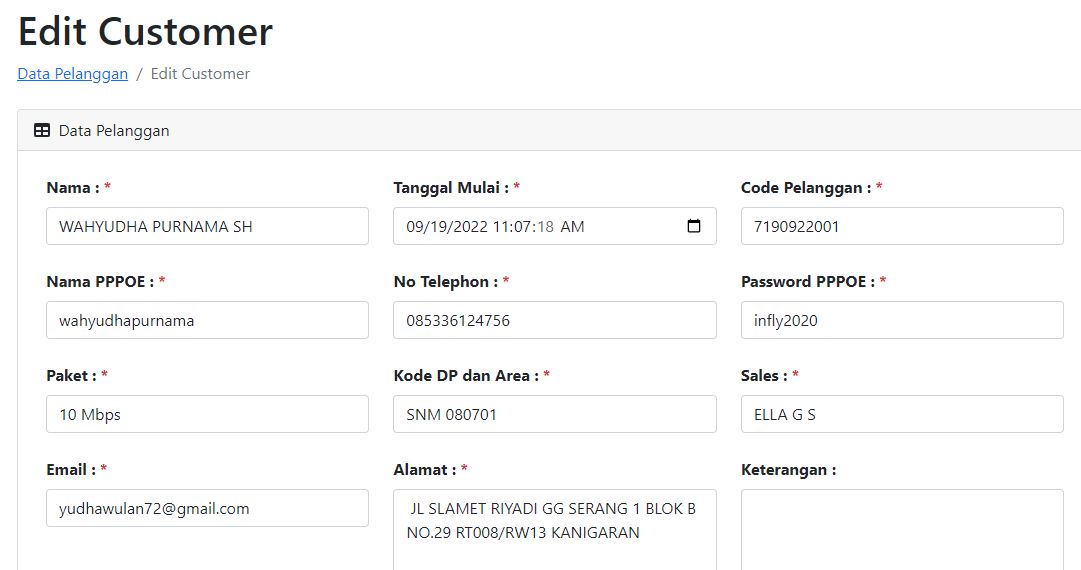 Edit Customer
Data Pelanggan / Edit Customer
Data Pelanggan
Nama : *
Tanggal Mulai : *
Code Pelanggan : *
WAHYUDHA PURNAMA SH
09/19/2022 11:07:18 AM
7190922001
Nama PPPOE : *
No Telephon : *
Password PPPOE : *
wahyudhapurnama
085336124756
infly2020
Paket : *
Kode DP dan Area : *
Sales : *
10 Mbps
SNM 080701
ELLA G S
Email : *
Alamat : *
Keterangan :
yudhawulan72@gmail.com
JL SLAMET RIYADI GG SERANG 1 BLOK B
NO.29 RT008/RW13 KANIGARAN